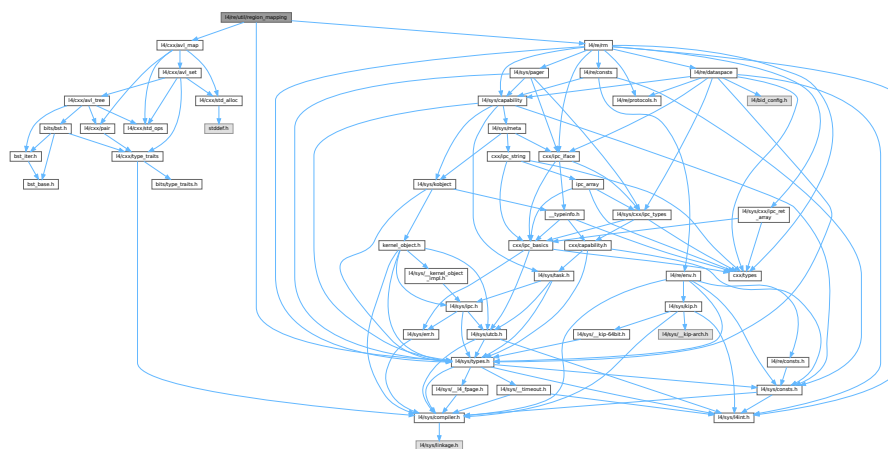 l4/re/util/region_mapping
l4/cxx/avl_map
l4/re/rm
l4/cxx/avl_set
l4/sys/pager
l4/re/consts
l4/re/dataspace
l4/cxx/avl_tree
l4/cxx/std_alloc
l4/sys/capability
l4/re/protocols.h
l4/bid_config.h
bits/bst.h
l4/cxx/pair
l4/cxx/std_ops
stddef.h
l4/sys/meta
bst_iter.h
l4/cxx/type_traits
cxx/ipc_string
cxx/ipc_iface
bst_base.h
bits/type_traits.h
l4/sys/kobject
ipc_array
__typeinfo.h
l4/sys/cxx/ipc_types
l4/sys/cxx/ipc_ret
_array
kernel_object.h
cxx/ipc_basics
cxx/capability.h
l4/sys/__kernel_object
_impl.h
l4/sys/task.h
l4/re/env.h
cxx/types
l4/sys/ipc.h
l4/sys/kip.h
l4/sys/err.h
l4/sys/utcb.h
l4/sys/__kip-64bit.h
l4/sys/__kip-arch.h
l4/sys/types.h
l4/re/consts.h
l4/sys/__l4_fpage.h
l4/sys/__timeout.h
l4/sys/consts.h
l4/sys/compiler.h
l4/sys/l4int.h
l4/sys/linkage.h